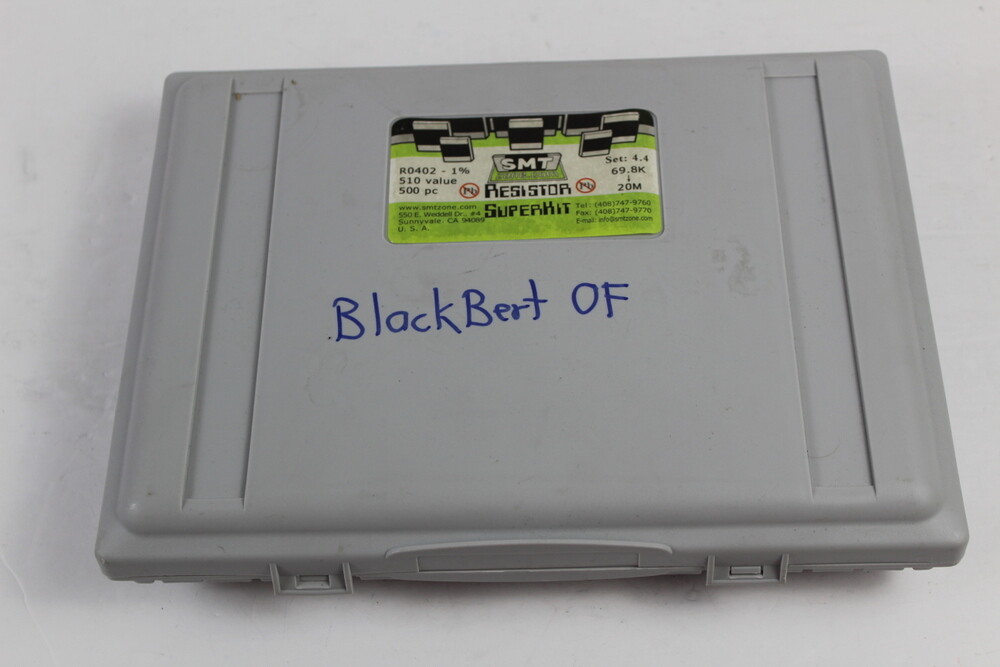 SMT
R0402 - 1%
510 value
500 pc
Pb
RESISTOR
SUPERKIT
Pb
Set: 4.4
69.8K
↓
20M
www.smtzone.com
550 E. Weddell Dr., #4
Sunnyvale, CA 94089
U. S. A.
Tel: (408)747-9760
Fax: (408)747-9770
E-mail: info@smtzone.com
BlackBert OF